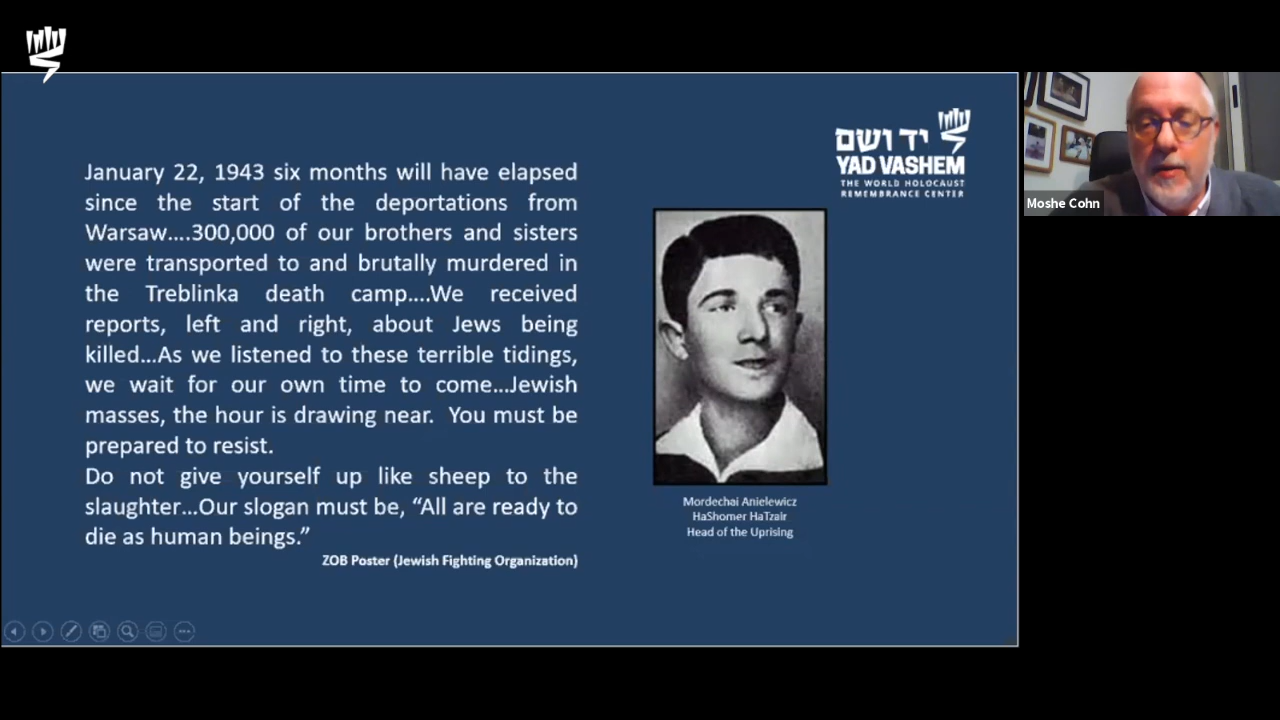 January 22, 1943 six months will have elapsed
since the start of the deportations from
Warsaw....300,000 of our brothers and sisters
were transported to and brutally murdered in
the Treblinka death camp....We received
reports, left and right, about Jews being
killed...As we listened to these terrible tidings,
we wait for our own time to come...Jewish
masses, the hour is drawing near. You must be
prepared to resist.
Do not give yourself up like sheep to the
slaughter...Our slogan must be, “All are ready to
die as human beings.”
ZOB Poster (Jewish Fighting Organization)
יד ושם
YAD VASHEM
THE WORLD HOLOCAUST
REMEMBRANCE CENTER
Mordechai Anielewicz
HaShomer HaTzair
Head of the Uprising
Moshe Cohn